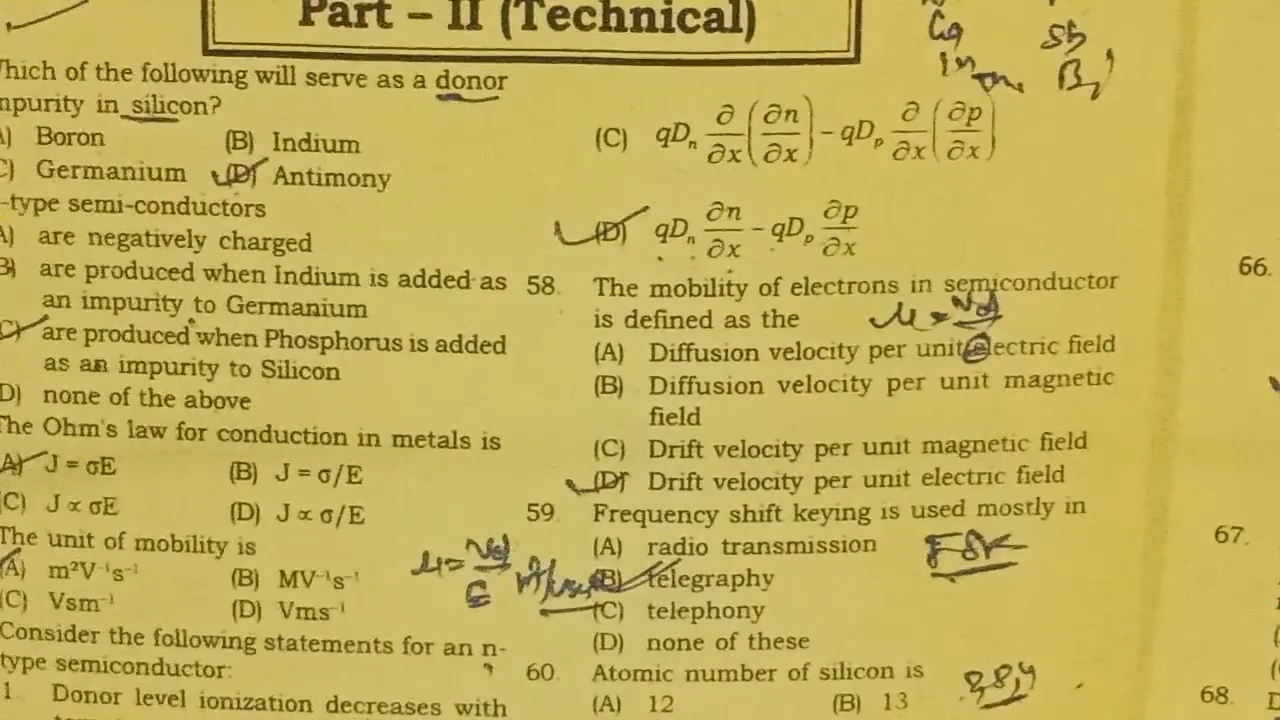 Part – II (Technical)
Which of the following will serve as a donor
impurity in silicon?
A) Boron (B) Indium
C) Germanium (D) Antimony
-type semi-conductors
A) are negatively charged
B) are produced when Indium is added as
an impurity to Germanium
C) are produced when Phosphorus is added
as an impurity to Silicon
D) none of the above
The Ohm's law for conduction in metals is
A) J = σE (B) J = σ/E
(C) J ∝ σE (D) J ∝ σ/E
The unit of mobility is
(A) m²V⁻¹s⁻¹ (B) MV⁻¹s⁻¹
(C) Vsm⁻¹ (D) Vms⁻¹
Consider the following statements for an n-
type semiconductor:
1 Donor level ionization decreases with
Ga Sb
In Bi
(C) qDₙ ∂/∂x (∂n/∂x) – qDₚ ∂/∂x (∂p/∂x)
(D) qDₙ ∂n/∂x – qDₚ ∂p/∂x
58. The mobility of electrons in semiconductor
is defined as the
(A) Diffusion velocity per unit electric field
(B) Diffusion velocity per unit magnetic
field
(C) Drift velocity per unit magnetic field
(D) Drift velocity per unit electric field
59. Frequency shift keying is used mostly in
(A) radio transmission FSK
(B) telegraphy
(C) telephony
(D) none of these
60. Atomic number of silicon is
(A) 12 (B) 13
66.
67.
68.